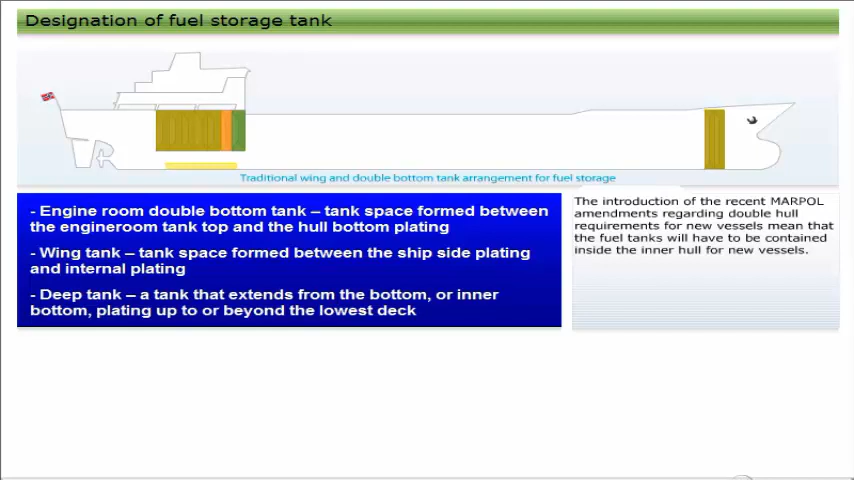 Designation of fuel storage tank
Traditional wing and double bottom tank arrangement for fuel storage
- Engine room double bottom tank – tank space formed between
the engineroom tank top and the hull bottom plating
- Wing tank – tank space formed between the ship side plating
and internal plating
- Deep tank – a tank that extends from the bottom, or inner
bottom, plating up to or beyond the lowest deck
The introduction of the recent MARPOL
amendments regarding double hull
requirements for new vessels mean that
the fuel tanks will have to be contained
inside the inner hull for new vessels.